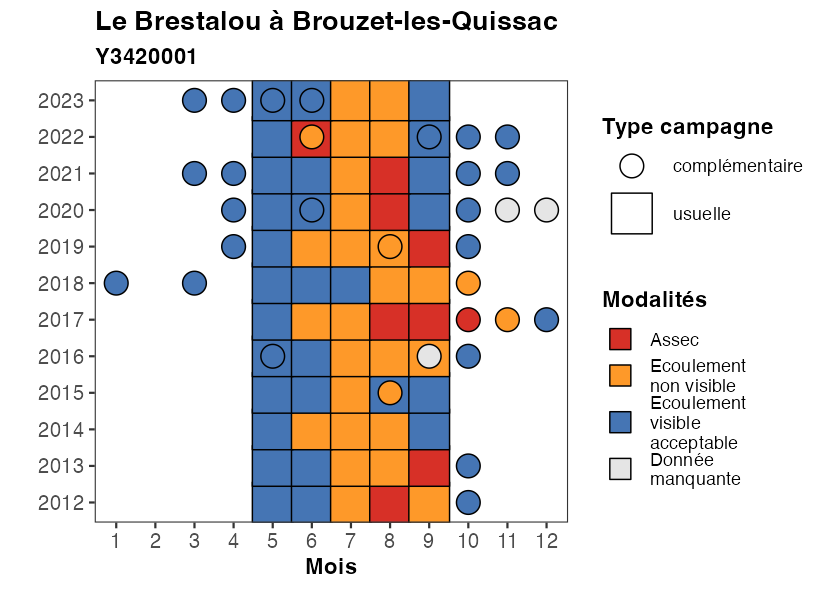 Le Brestalou à Brouzet-les-Quissac
Y3420001
2023
2022
2021
2020
2019
2018
2017
2016
2015
2014
2013
2012
1 2 3 4 5 6 7 8 9 10 11 12
Mois
Type campagne
complémentaire
usuelle
Modalités
Assec
Ecoulement
non visible
Ecoulement
visible
acceptable
Donnée
manquante